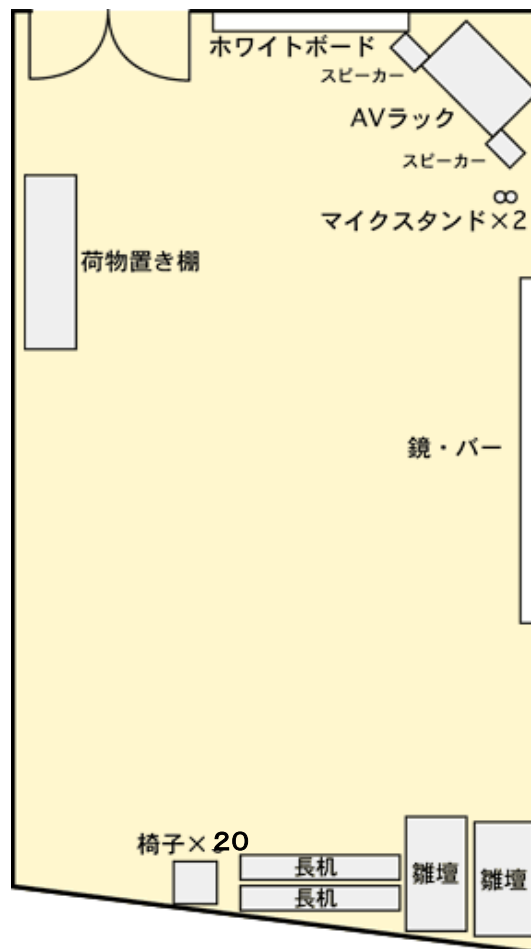 ホワイトボード
スピーカー
AVラック
スピーカー
マイクスタンド×2
荷物置き棚
鏡・バー
椅子×20
長机
長机
雛壇
雛壇